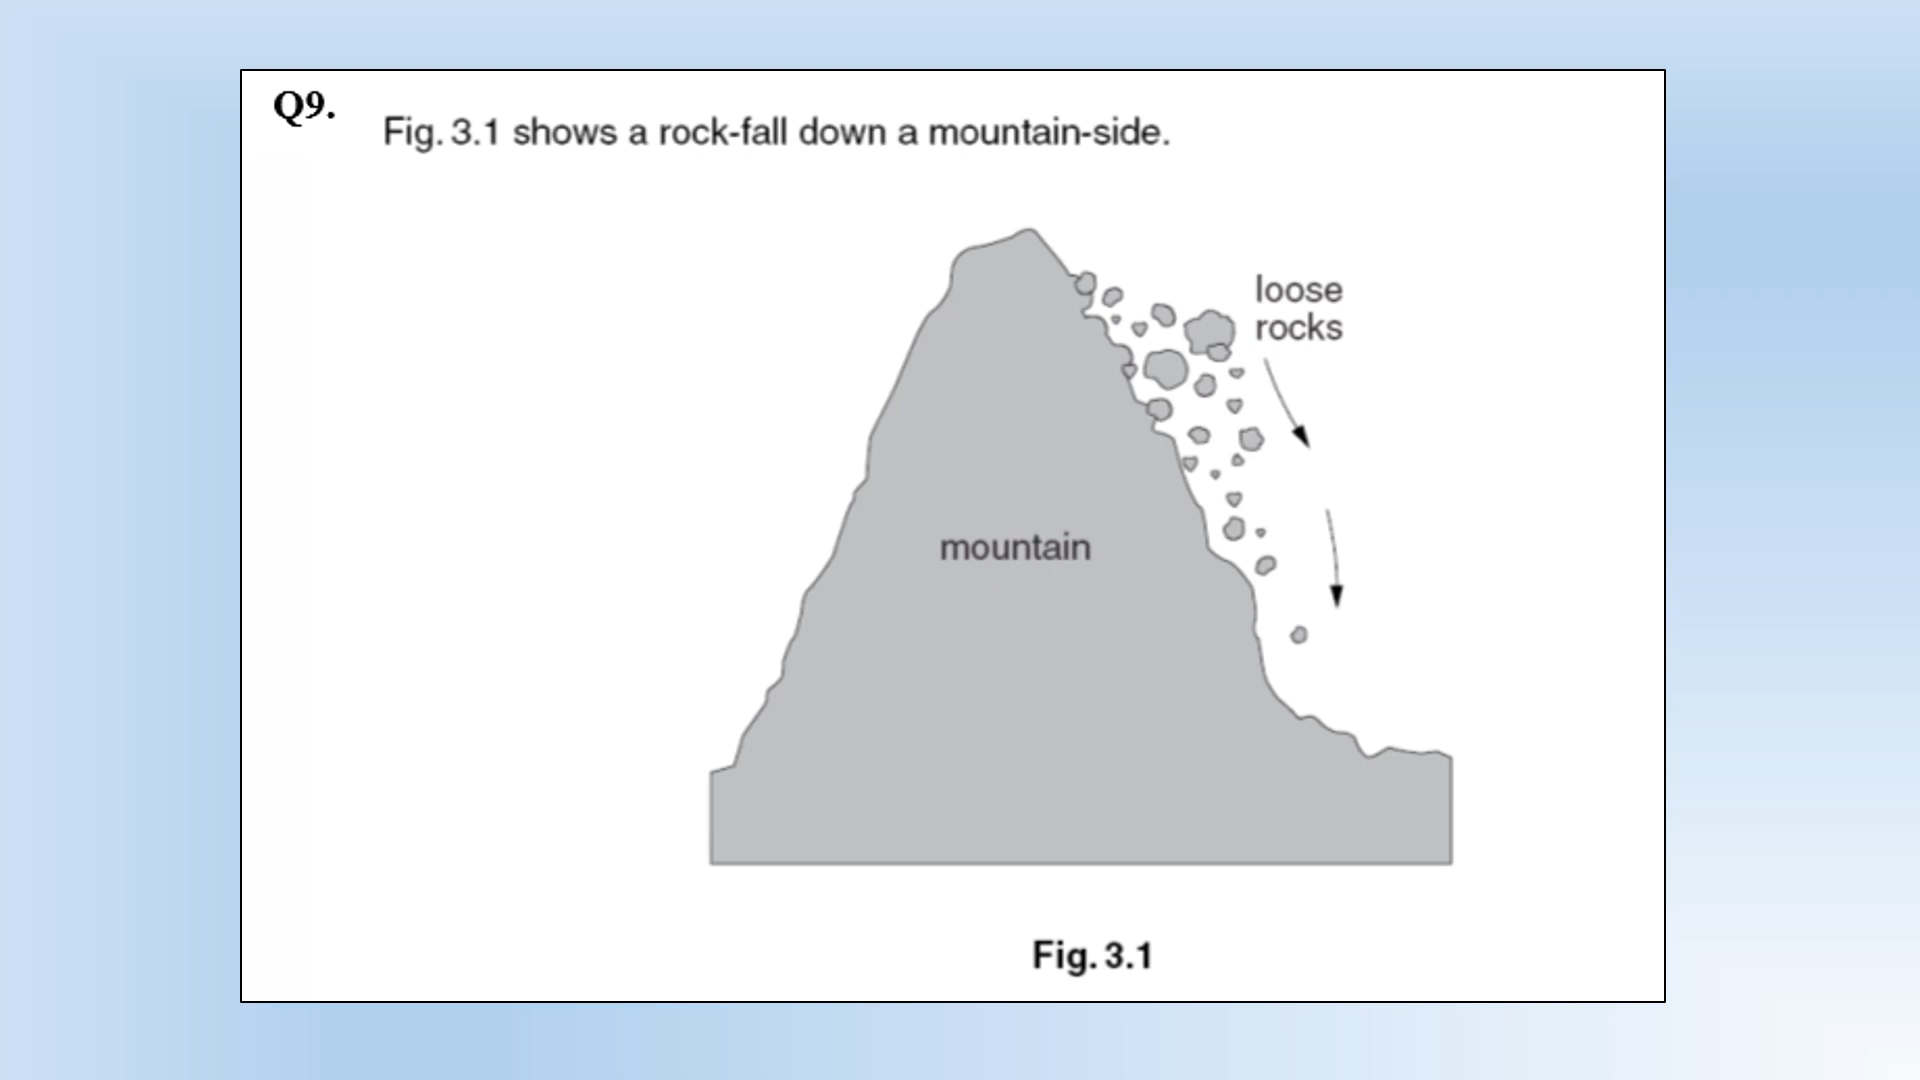 Q9.
Fig. 3.1 shows a rock-fall down a mountain-side.
loose
rocks
mountain
Fig. 3.1